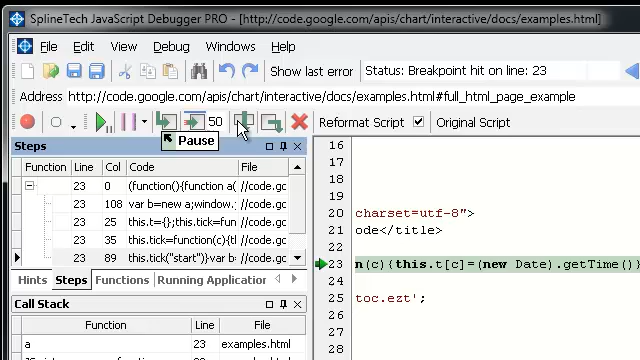 SplineTech JavaScript Debugger PRO - [http://code.google.com/apis/chart/interactive/docs/examples.html]
File Edit View Debug Windows Help
Show last error Status: Breakpoint hit on line: 23
Address http://code.google.com/apis/chart/interactive/docs/examples.html#full_html_page_example
50 Reformat Script Original Script
Pause
Steps
Function Line Col Code File
23 0 (function(){function a( //code.gc
23 108 var b=new a;window. //code.gc
23 25 this.t={};this.tick=func //code.gc
23 35 this.tick=function(c){th //code.gc
23 89 this.tick("start")}var b= //code.gc
Hints Steps Functions Running Application
Call Stack
Function Line File
a 23 examples.html
16
17
18
19
20 charset=utf-8">
21 ode</title>
22
23 n(c){this.t[c]=(new Date).getTime()}
24
25 toc.ezt';
26
27
28